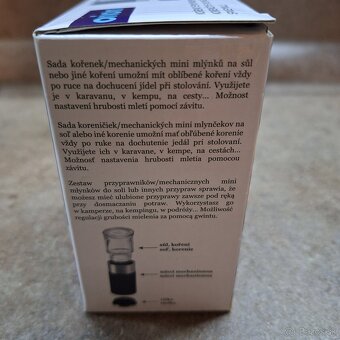 Sada kořenek/mechanických mini mlýnků na sůl
nebo jiné koření umožní mít oblíbené koření vždy
po ruce na dochucení jídel při stolování. Využijete
je v karavanu, v kempu, na cesty... Možnost
nastavení hrubosti mletí pomocí závitu.
Sada koreničiek/mechanických mini mlynčekov na
soľ alebo iné korenie umožní mať obľúbené korenie
vždy po ruke na dochutenie jedál pri stolovaní.
Využijete ich v karavane, v kempe, na cestách...
Možnosť nastavenia hrubosti mletia pomocou
závitu.
Zestaw przyprawników/mechanicznych mini
młynków do soli lub innych przypraw sprawia, że
możesz mieć ulubione przyprawy zawsze pod ręką
przy dosmaczaniu potraw. Wykorzystasz go
w kamperze, na kempingu, w podróży... Możliwość
regulacji grubości mielenia za pomocą gwintu.
sůl, koření
soľ, korenie